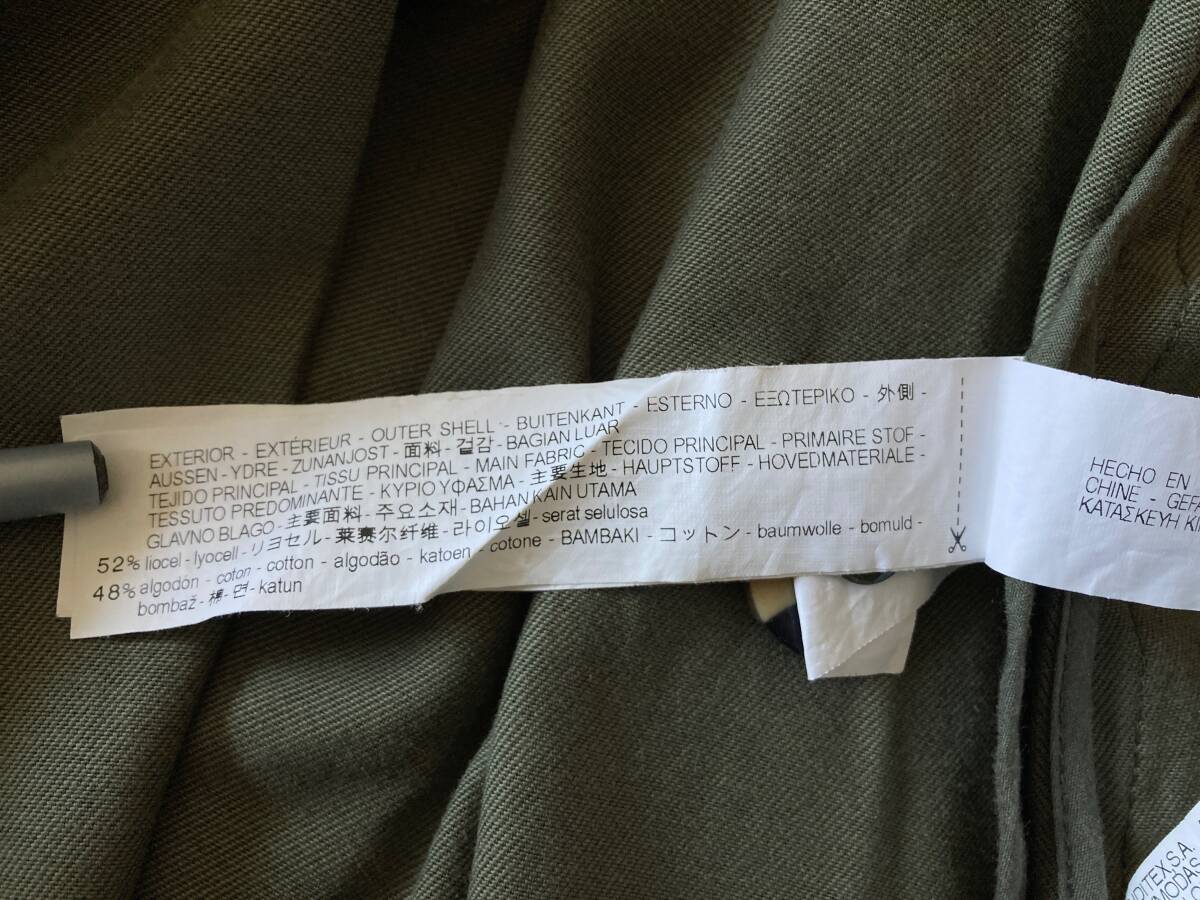 EXTERIOR - EXTÉRIEUR - OUTER SHELL - BUITENKANT - ESTERNO - ΕΞΩΤΕΡΙΚΟ - 外側 -
AUSSEN - YDRE - ZUNANJOST - 面料 - 겉감 - BAGIAN LUAR
TEJIDO PRINCIPAL - TISSU PRINCIPAL - MAIN FABRIC - TECIDO PRINCIPAL - PRIMAIRE STOF -
TESSUTO PREDOMINANTE - ΚΥΡΙΟ ΥΦΑΣΜΑ - 主要生地 - HAUPTSTOFF - HOVEDMATERIALE -
GLAVNO BLAGO - 主要面料 - 주요소재 - BAHAN KAIN UTAMA
52% liocel - lyocell - リヨセル - 莱赛尔纤维 - 라이오셀 - serat selulosa
48% algodón - coton - cotton - algodão - katoen - cotone - BAMBAKI - コットン - baumwolle - bomuld -
bombaž - 棉 - 면 - katun
HECHO EN
CHINE - GEFA
ΚΑΤΑΣΚΕΥΗ Κ
DITEX, S.A.
MODAS